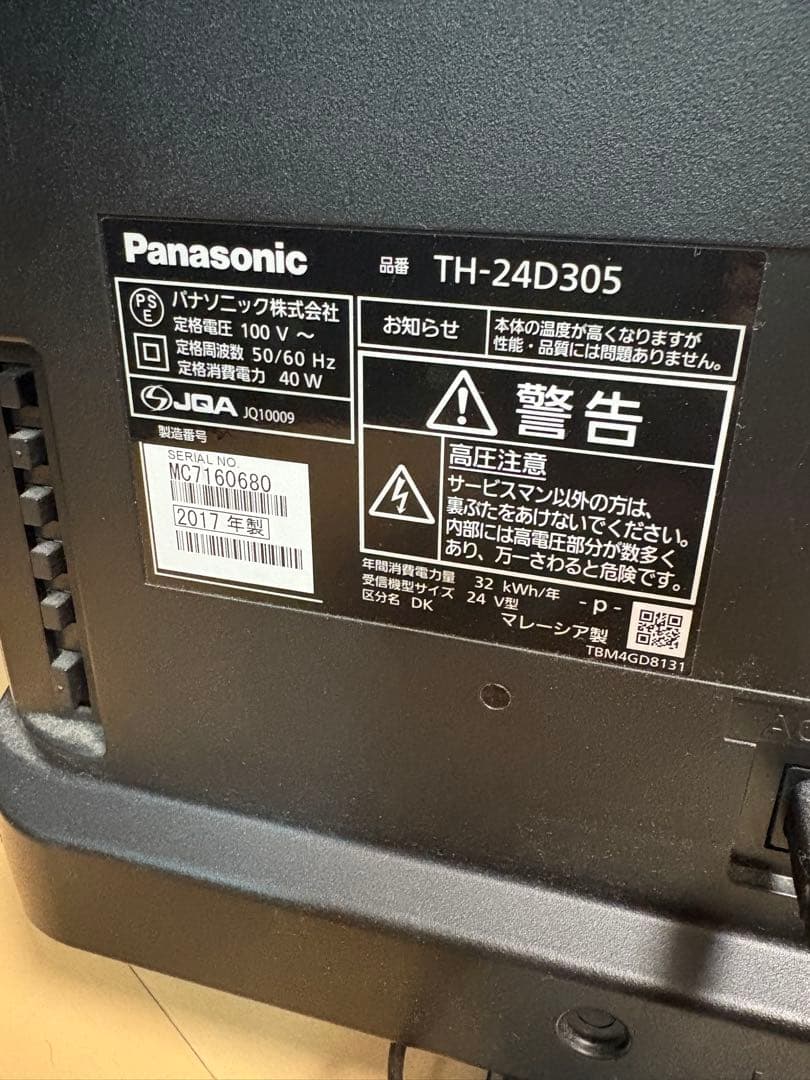 Panasonic
品番 TH-24D305
PSE
パナソニック株式会社
定格電圧 100 V ～
定格周波数 50/60 Hz
定格消費電力 40 W
JQA JQ10009
製造番号
SERIAL NO.
MC7160680
2017 年製
お知らせ
本体の温度が高くなりますが
性能・品質には問題ありません。
警告
高圧注意
サービスマン以外の方は、
裏ぶたをあけないでください。
内部には高電圧部分が数多く
あり、万一さわると危険です。
年間消費電力量 32 kWh/年
受信機型サイズ 24 V型
区分名 DK
-p-
マレーシア製
TBM4GD8131